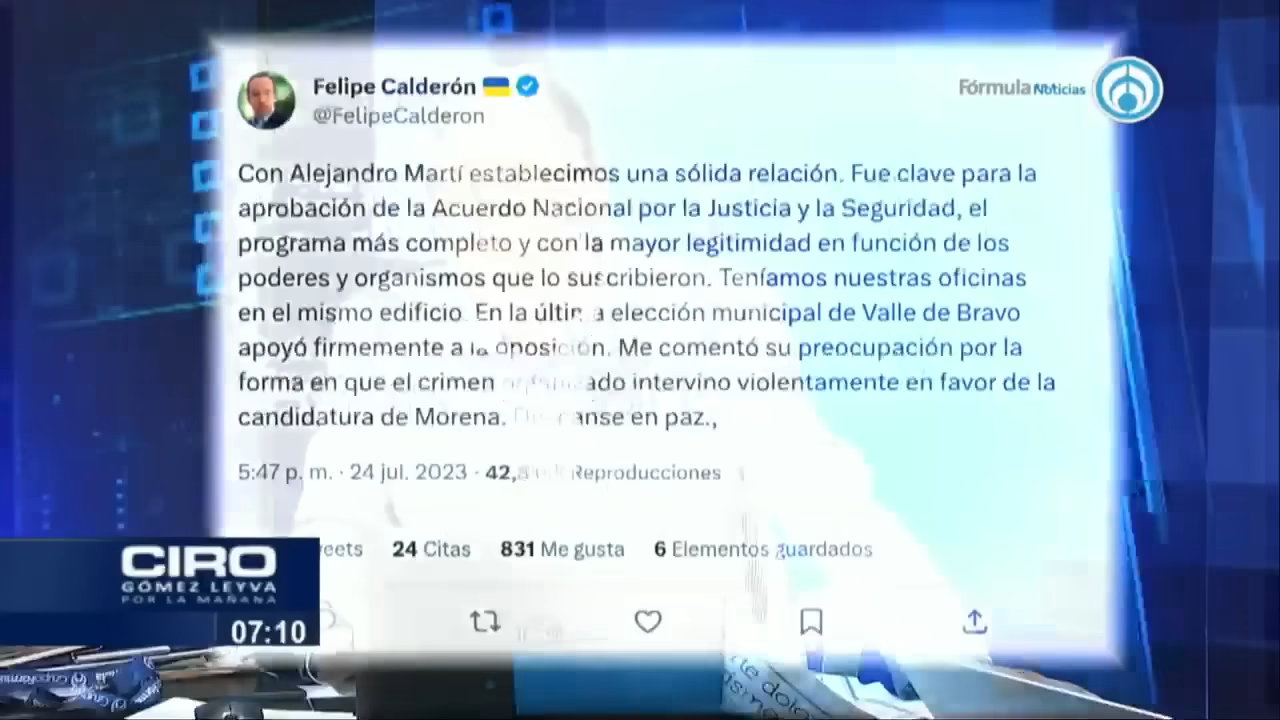 Felipe Calderón
@FelipeCalderon
Fórmula Noticias
Con Alejandro Martí establecimos una sólida relación. Fue clave para la
aprobación de la Acuerdo Nacional por la Justicia y la Seguridad, el
programa más completo y con la mayor legitimidad en función de los
poderes y organismos que lo suscribieron. Teníamos nuestras oficinas
en el mismo edificio. En la última elección municipal de Valle de Bravo
apoyó firmemente a la oposición. Me comentó su preocupación por la
forma en que el crimen organizado intervino violentamente en favor de la
candidatura de Morena. Descanse en paz.,
5:47 p. m. · 24 jul. 2023 · Reproducciones
24 Citas 831 Me gusta 6 Elementos guardados
CIRO
GÓMEZ LEYVA
POR LA MAÑANA
07:10